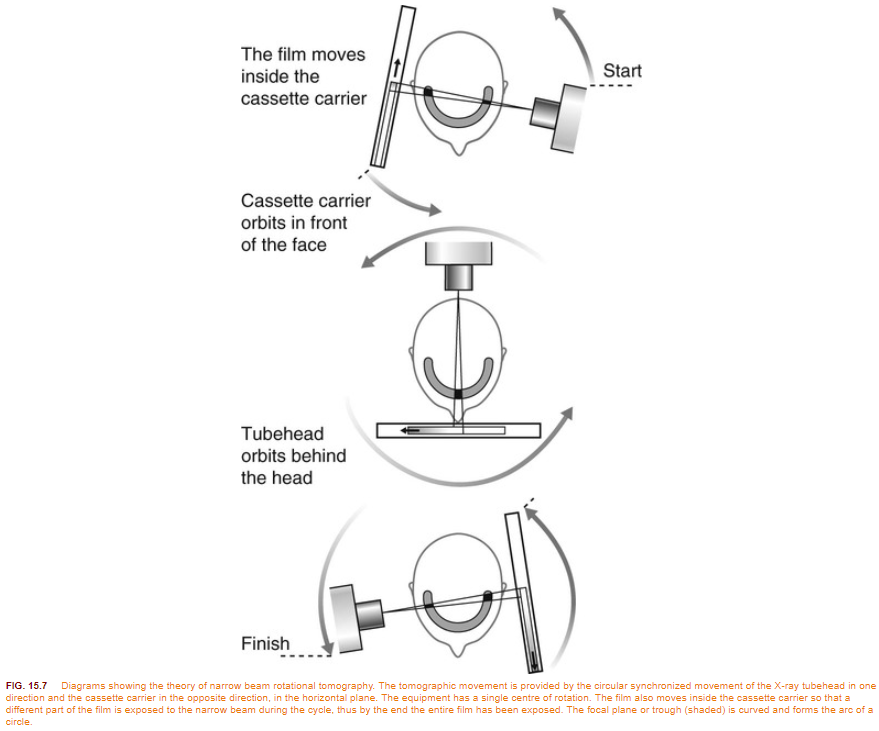 The film moves
inside the
cassette carrier
Start
Cassette carrier
orbits in front
of the face
Tubehead
orbits behind
the head
Finish
FIG. 15.7 Diagrams showing the theory of narrow beam rotational tomography. The tomographic movement is provided by the circular synchronized movement of the X-ray tubehead in one
direction and the cassette carrier in the opposite direction, in the horizontal plane. The equipment has a single centre of rotation. The film also moves inside the cassette carrier so that a
different part of the film is exposed to the narrow beam during the cycle, thus by the end the entire film has been exposed. The focal plane or trough (shaded) is curved and forms the arc of a
circle.